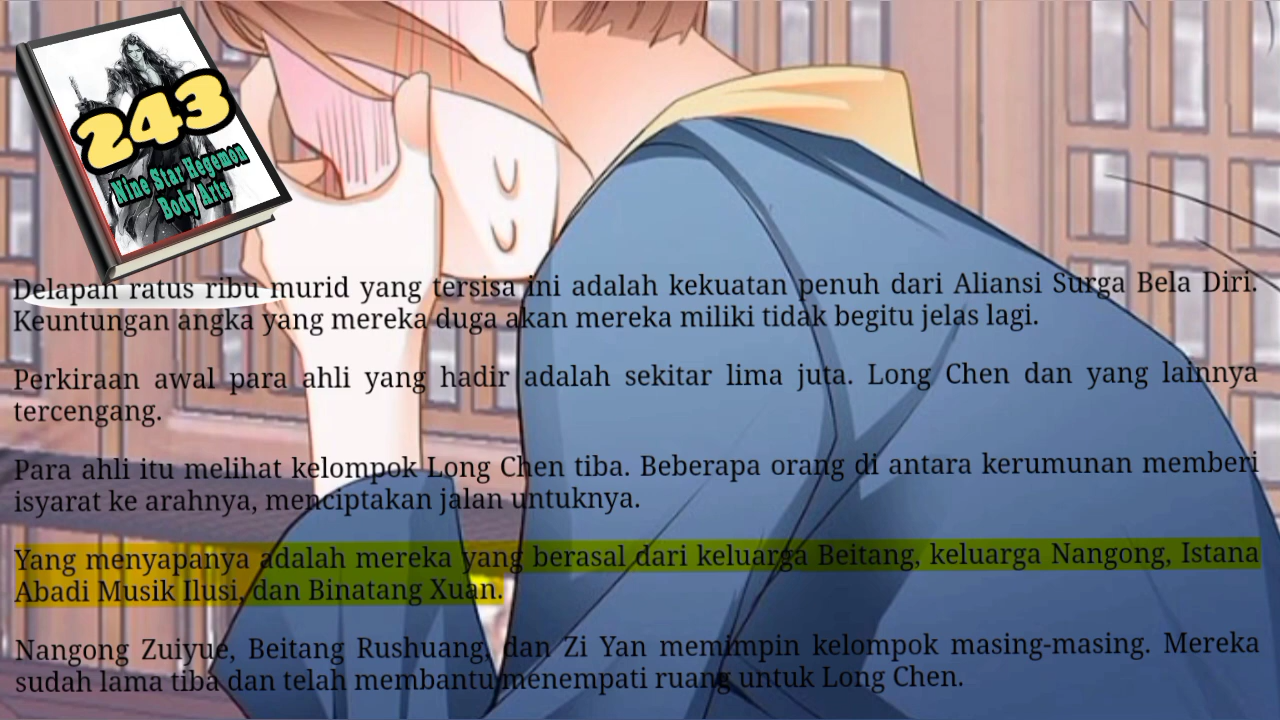 243
Nine Star Hegemon
Body Arts
Delapan ratus ribu murid yang tersisa ini adalah kekuatan penuh dari Aliansi Surga Bela Diri.
Keuntungan angka yang mereka duga akan mereka miliki tidak begitu jelas lagi.
Perkiraan awal para ahli yang hadir adalah sekitar lima juta. Long Chen dan yang lainnya
tercengang.
Para ahli itu melihat kelompok Long Chen tiba. Beberapa orang di antara kerumunan memberi
isyarat ke arahnya, menciptakan jalan untuknya.
Yang menyapanya adalah mereka yang berasal dari keluarga Beitang, keluarga Nangong, Istana
Abadi Musik Ilusi, dan Binatang Xuan.
Nangong Zuiyue, Beitang Rushuang, dan Zi Yan memimpin kelompok masing-masing. Mereka
sudah lama tiba dan telah membantu menempati ruang untuk Long Chen.